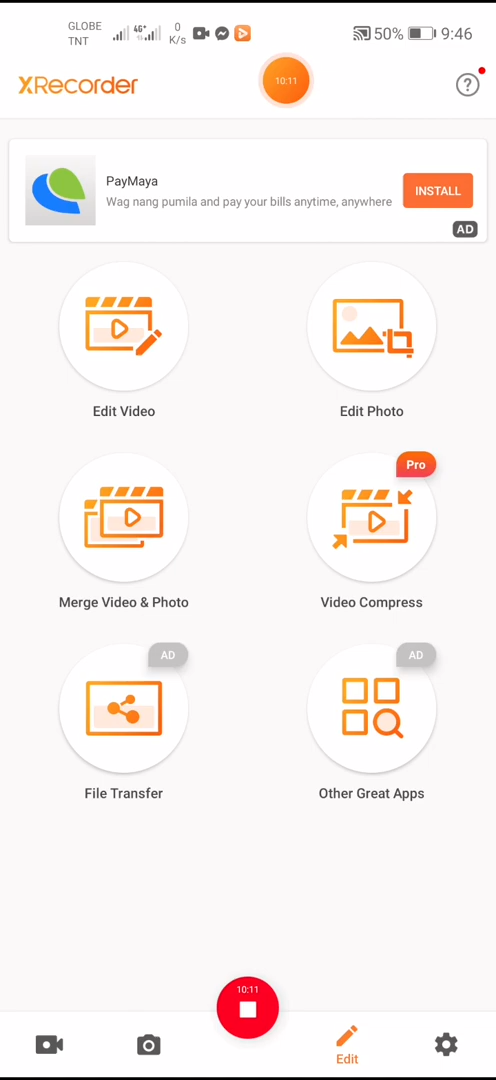 GLOBE
TNT
4G+
0
K/s
50%
9:46
XRecorder
10:11
?
PayMaya
Wag nang pumila and pay your bills anytime, anywhere
INSTALL
AD
Edit Video
Edit Photo
Pro
Merge Video & Photo
Video Compress
AD
AD
File Transfer
Other Great Apps
10:11
Edit